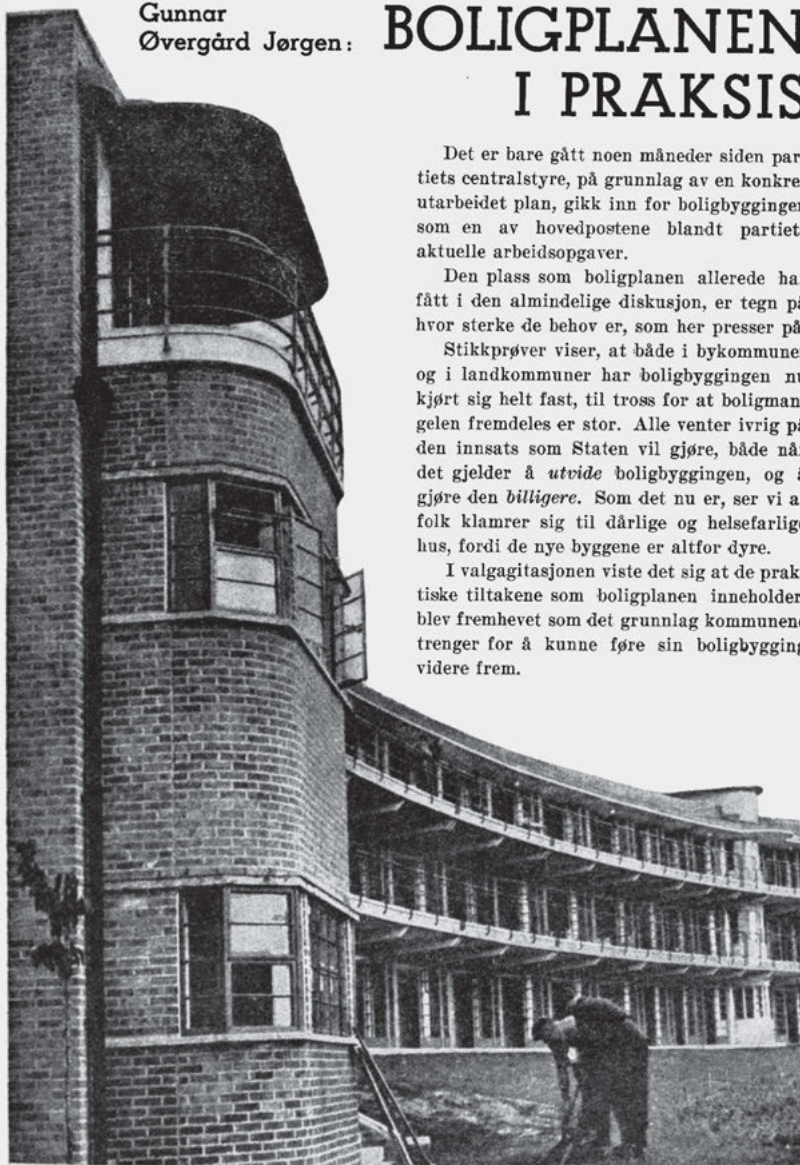 Gunnar
Øvergård Jørgen:
BOLIGPLANEN
I PRAKSIS
Det er bare gått noen måneder siden par
tiets centralstyre, på grunnlag av en konkre
utarbeidet plan, gikk inn for boligbyggingen
som en av hovedpostene blandt partiet
aktuelle arbeidsopgaver.
Den plass som boligplanen allerede ha
fått i den almindelige diskusjon, er tegn på
hvor sterke de behov er, som her presser på
Stikkprøver viser, at både i bykommune
og i landkommuner har boligbyggingen nu
kjørt sig helt fast, til tross for at boligman
gelen fremdeles er stor. Alle venter ivrig på
den innsats som Staten vil gjøre, både nå
det gjelder å utvide boligbyggingen, og å
gjøre den billigere. Som det nu er, ser vi a
folk klamrer sig til dårlige og helsefarlige
hus, fordi de nye byggene er altfor dyre.
I valgagitasjonen viste det sig at de prak
tiske tiltakene som boligplanen inneholder
blev fremhevet som det grunnlag kommunene
trenger for å kunne føre sin boligbygging
videre frem.